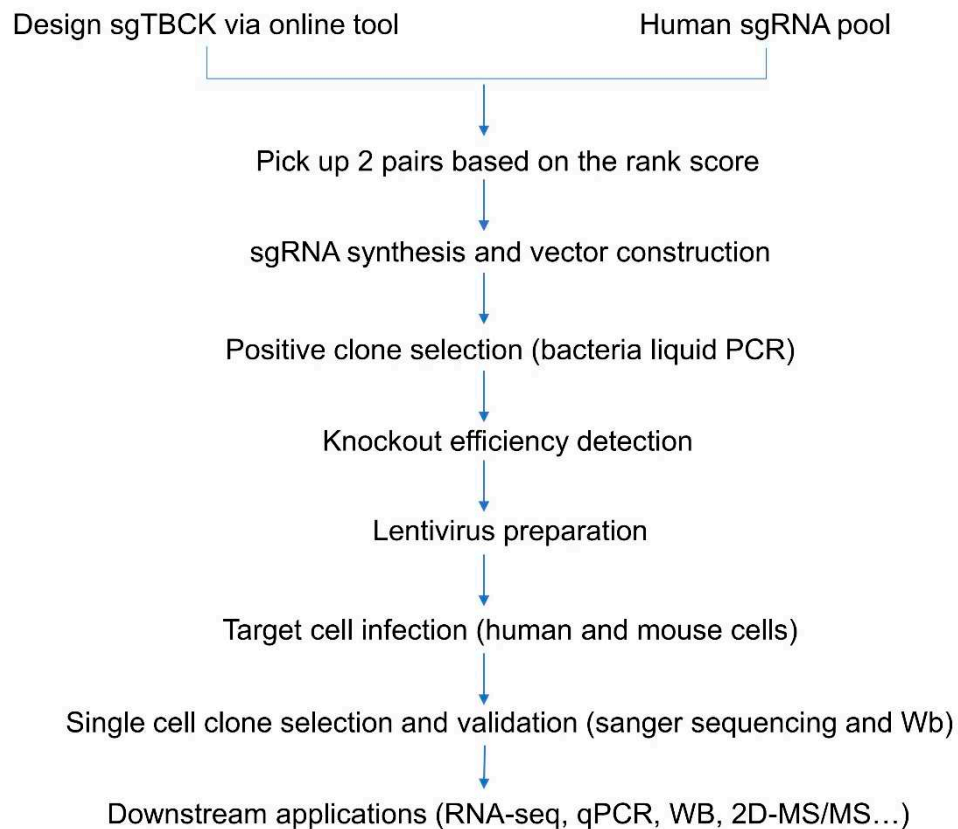 Design sgTBCK via online tool
Human sgRNA pool
Pick up 2 pairs based on the rank score
sgRNA synthesis and vector construction
Positive clone selection (bacteria liquid PCR)
Knockout efficiency detection
Lentivirus preparation
Target cell infection (human and mouse cells)
Single cell clone selection and validation (sanger sequencing and Wb)
Downstream applications (RNA-seq, qPCR, WB, 2D-MS/MS…)